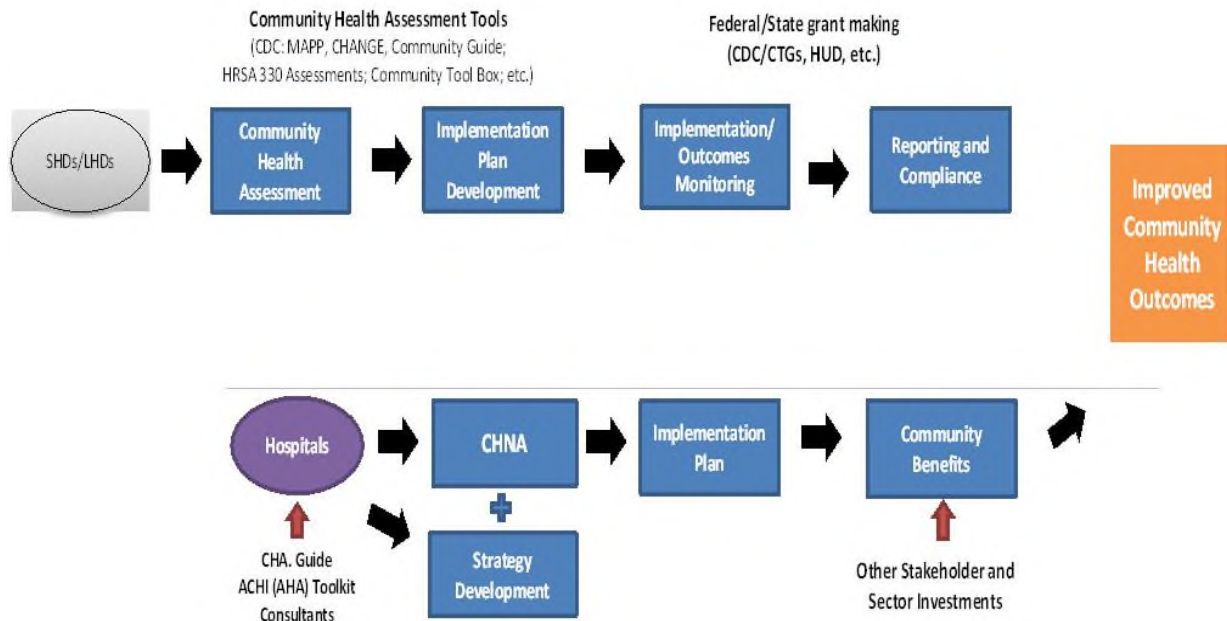 Community Health Assessment Tools
(CDC: MAPP, CHANGE, Community Guide;
HRSA 330 Assessments; Community Tool Box; etc.)
Federal/State grant making
(CDC/CTGs, HUD, etc.)
SHDs/LHDs
Community
Health
Assessment
Implementation
Plan
Development
Implementation/
Outcomes
Monitoring
Reporting and
Compliance
Improved
Community
Health
Outcomes
Hospitals
CHNA
Implementation
Plan
Community
Benefits
Strategy
Development
CHA. Guide
ACHI (AHA) Toolkit
Consultants
Other Stakeholder and
Sector Investments